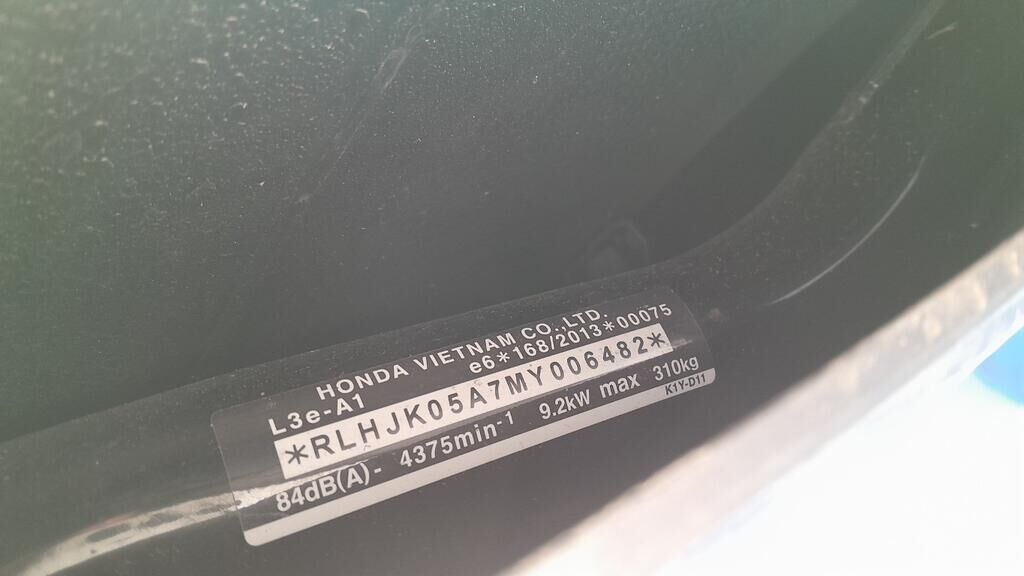 HONDA VIETNAM CO.,LTD.
L3e-A1 e6*168/2013*00075
*RLHJK05A7MY006482*
84dB(A)- 4375min-1 9.2kW max 310kg
K1Y-D11